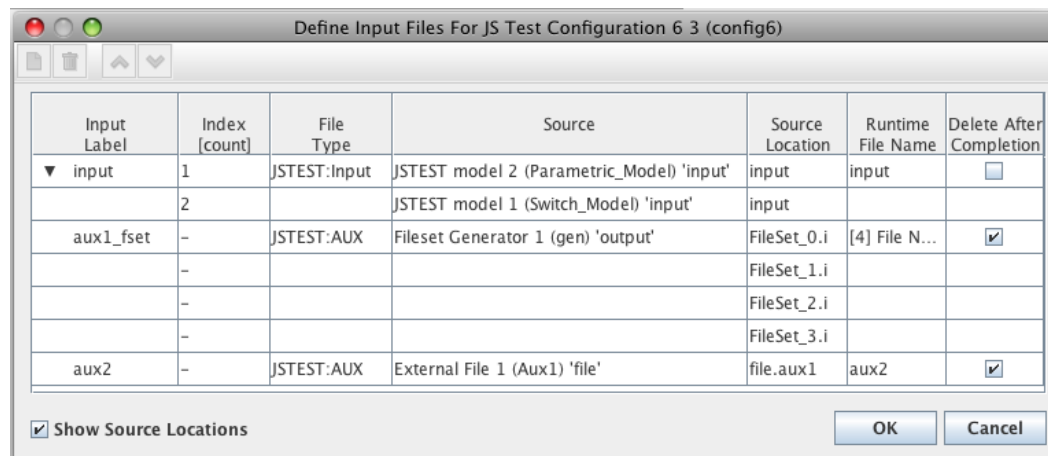 Define Input Files For JS Test Configuration 6 3 (config6)
Input Label Index [count] File Type Source Source Location Runtime File Name Delete After Completion
▼ input 1 JSTEST:Input JSTEST model 2 (Parametric_Model) 'input' input input
2 JSTEST model 1 (Switch_Model) 'input' input
aux1_fset – JSTEST:AUX Fileset Generator 1 (gen) 'output' FileSet_0.i [4] File N...
– FileSet_1.i
– FileSet_2.i
– FileSet_3.i
aux2 – JSTEST:AUX External File 1 (Aux1) 'file' file.aux1 aux2
Show Source Locations OK Cancel